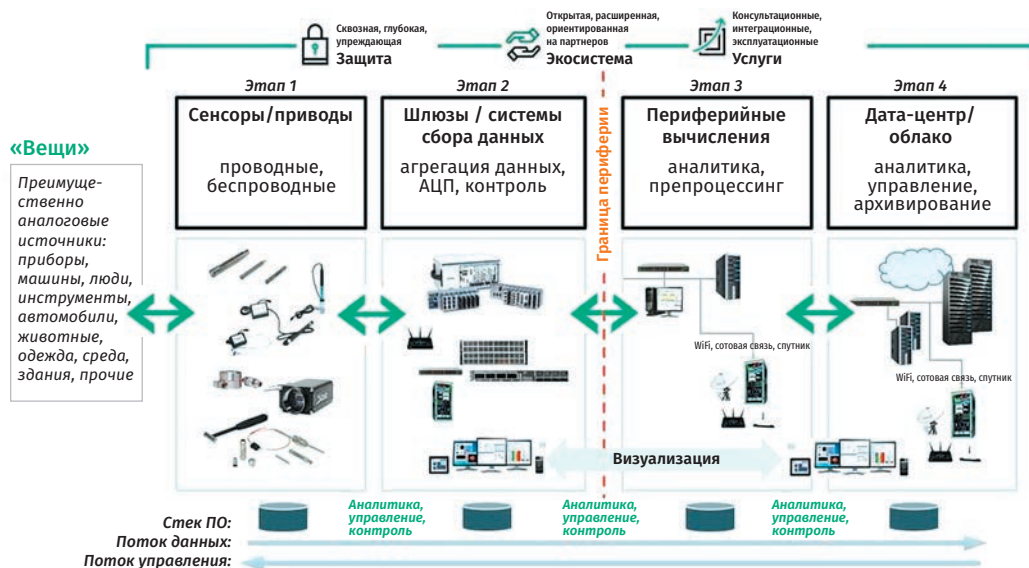 Сквозная, глубокая,
упреждающая
Защита
Открытая, расширенная,
ориентированная
на партнеров
Экосистема
Консультационные,
интеграционные,
эксплуатационные
Услуги
Этап 1
Этап 2
Этап 3
Этап 4
Сенсоры/приводы
проводные,
беспроводные
Шлюзы / системы
сбора данных
агрегация данных,
АЦП, контроль
Граница периферии
Периферийные
вычисления
аналитика,
препроцессинг
Дата-центр/
облако
аналитика,
управление,
архивирование
«Вещи»
Преимуще-
ственно
аналоговые
источники:
приборы,
машины, люди,
инструменты,
автомобили,
животные,
одежда, среда,
здания, прочие
WiFi, сотовая связь, спутник
WiFi, сотовая связь, спутник
Визуализация
Стек ПО:
Аналитика,
управление,
контроль
Аналитика,
управление,
контроль
Аналитика,
управление,
контроль
Поток данных:
Поток управления: